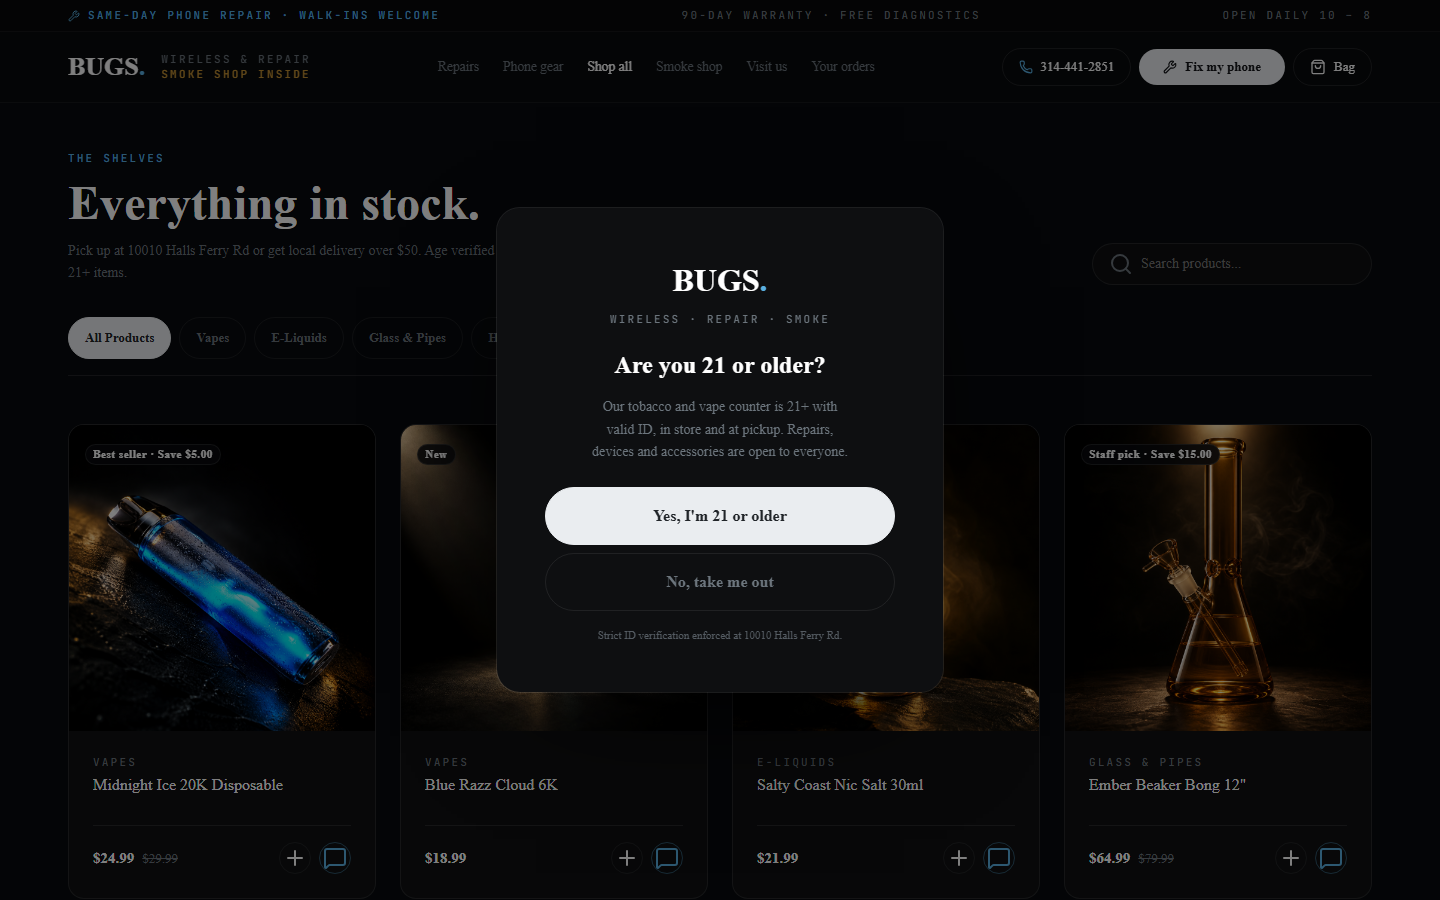 SAME-DAY PHONE REPAIR · WALK-INS WELCOME
90-DAY WARRANTY · FREE DIAGNOSTICS
OPEN DAILY 10 – 8
BUGS.
WIRELESS & REPAIR
SMOKE SHOP INSIDE
Repairs
Phone gear
Shop all
Smoke shop
Visit us
Your orders
314-441-2851
Fix my phone
Bag
THE SHELVES
Everything in stock.
Pick up at 10010 Halls Ferry Rd or get local delivery over $50. Age verified
21+ items.
Search products...
All Products
Vapes
E-Liquids
Glass & Pipes
BUGS.
WIRELESS · REPAIR · SMOKE
Are you 21 or older?
Our tobacco and vape counter is 21+ with
valid ID, in store and at pickup. Repairs,
devices and accessories are open to everyone.
Yes, I'm 21 or older
No, take me out
Strict ID verification enforced at 10010 Halls Ferry Rd.
Best seller · Save $5.00
New
Staff pick · Save $15.00
VAPES
Midnight Ice 20K Disposable
$24.99 $29.99
VAPES
Blue Razz Cloud 6K
$18.99
E-LIQUIDS
Salty Coast Nic Salt 30ml
$21.99
GLASS & PIPES
Ember Beaker Bong 12"
$64.99 $79.99